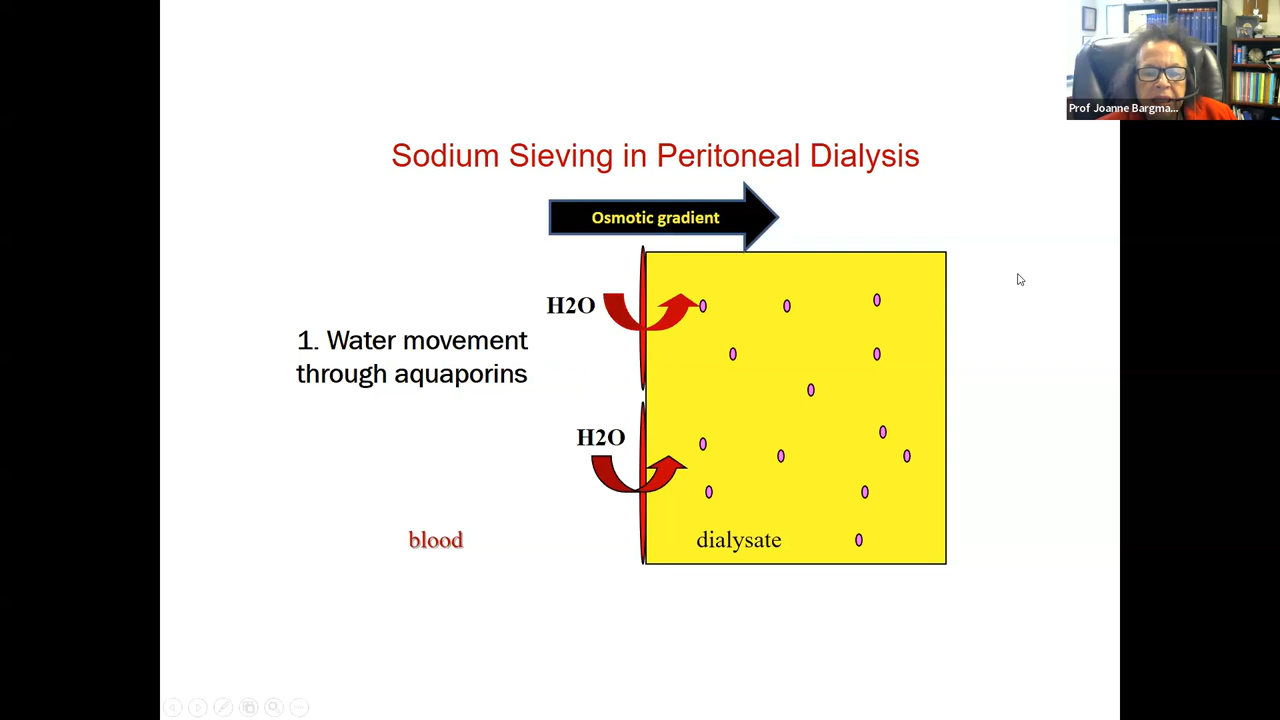 Prof Joanne Bargma...
Sodium Sieving in Peritoneal Dialysis
Osmotic gradient
H2O
1. Water movement
through aquaporins
H2O
blood
dialysate